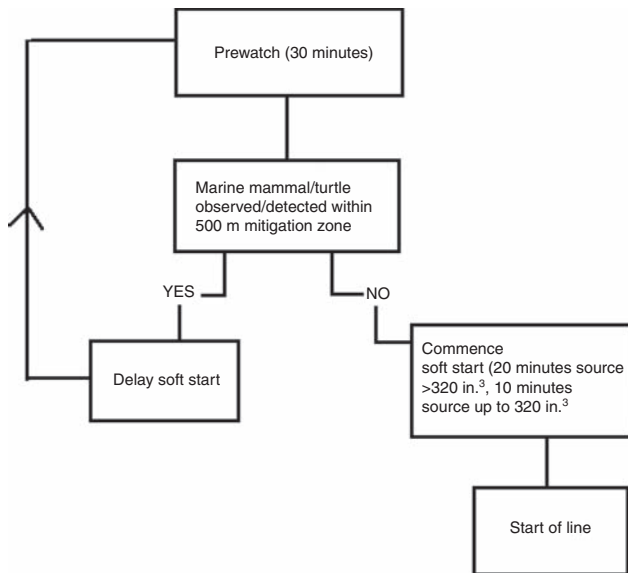 Prewatch (30 minutes)
Marine mammal/turtle
observed/detected within
500 m mitigation zone
YES
NO
Delay soft start
Commence
soft start (20 minutes source
>320 in.³, 10 minutes
source up to 320 in.³
Start of line